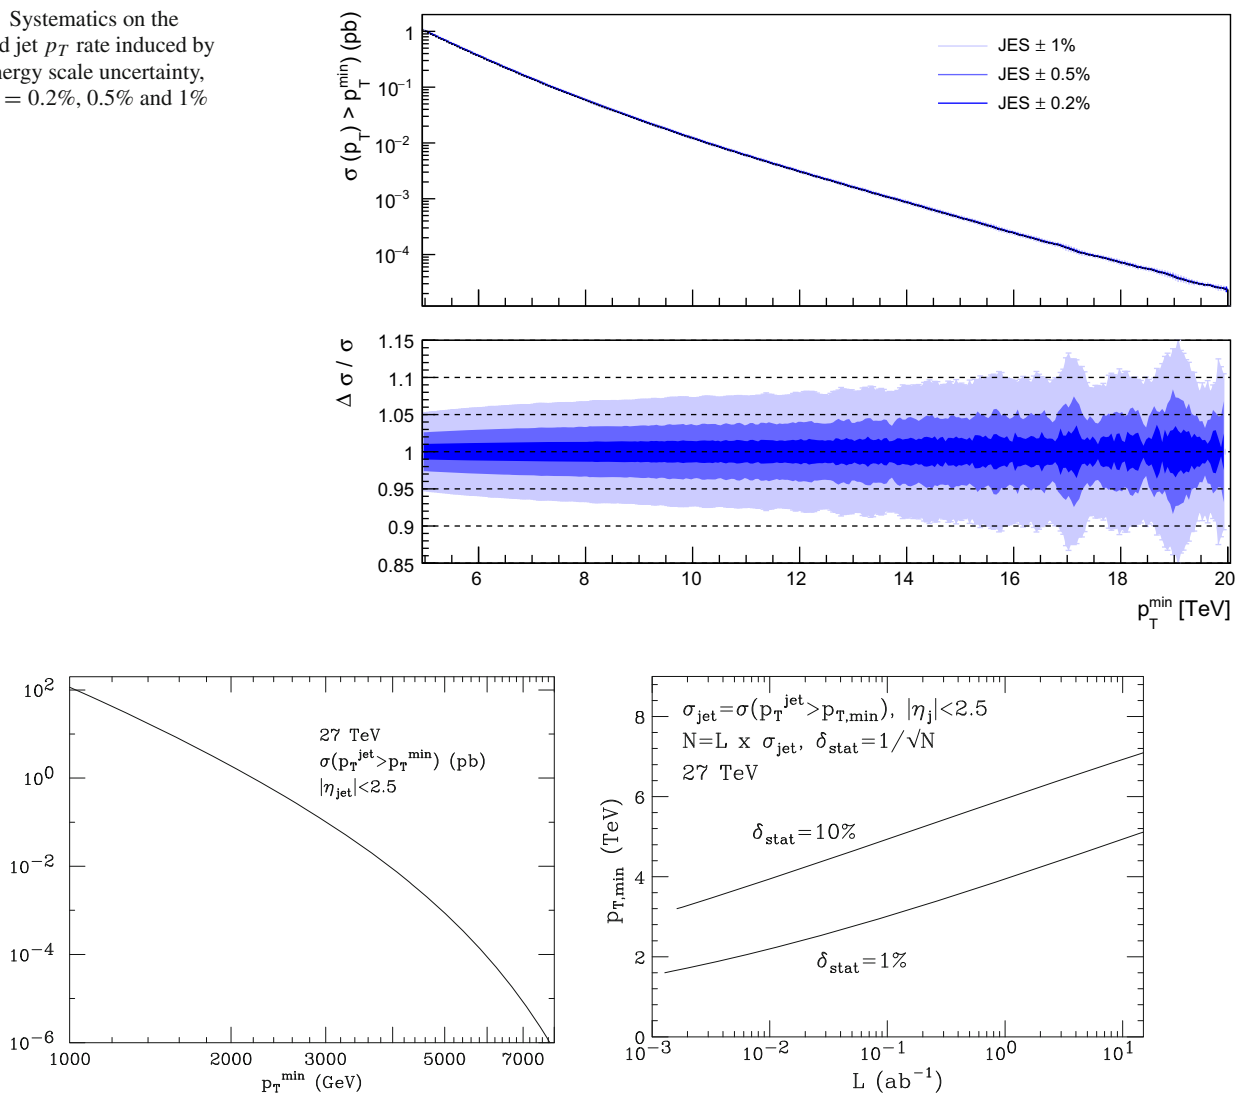 Systematics on the
jet p_T rate induced by
scale uncertainty,
= 0.2%, 0.5% and 1%
σ (p_T) > p_T^min) (pb)
1
10^−1
10^−2
10^−3
10^−4
JES ± 1%
JES ± 0.5%
JES ± 0.2%
Δ σ / σ
1.15
1.1
1.05
1
0.95
0.9
0.85
6 8 10 12 14 16 18 20
p_T^min [TeV]
10^2
10^0
10^−2
10^−4
10^−6
27 TeV
σ(p_T^jet>p_T^min) (pb)
|η_jet|<2.5
1000 2000 3000 5000 7000
p_T^min (GeV)
p_T,min (TeV)
8
6
4
2
0
σ_jet=σ(p_T^jet>p_T,min), |η_j|<2.5
N=L x σ_jet, δ_stat=1/√N
27 TeV
δ_stat=10%
δ_stat=1%
10^−3 10^−2 10^−1 10^0 10^1
L (ab^−1)